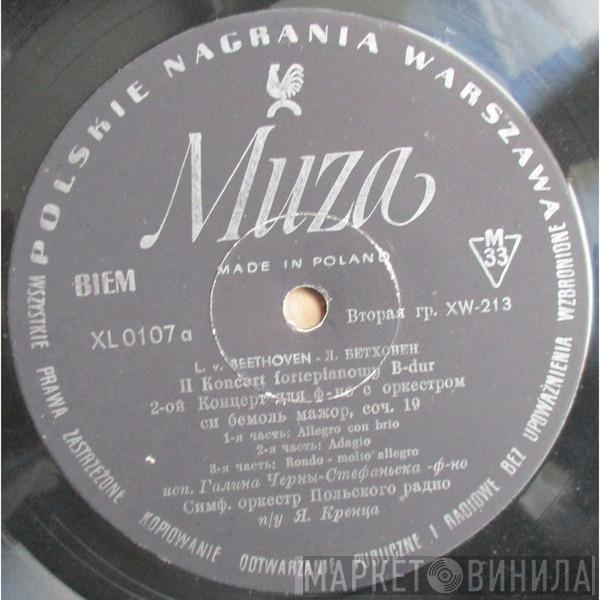 POLSKIE NAGRANIA WARSZAWA
Muza
MADE IN POLAND
BIEM
M
33
XL 0107 a
Вторая гр. XW-213
L. v. BEETHOVEN - Л. БЕТХОВЕН
II Koncert fortepianowy B-dur
2-ой Концерт для ф-но с оркестром
си бемоль мажор, соч. 19
1-я часть: Allegro con brio
2-я часть: Adagio
3-я часть: Rondo - molto allegro
исп. Галина Черны-Стефаньска -ф-но
Симф. оркестр Польского радио
п/у Я. Кренца
WSZYSTKIE PRAWA ZASTRZEŻONE KOPIOWANIE ODTWARZANIE PUBLICZNE I RADIOWE BEZ UPOWAŻNIENIA WZBRONIONE
МАРКЕТ ВИНИЛА